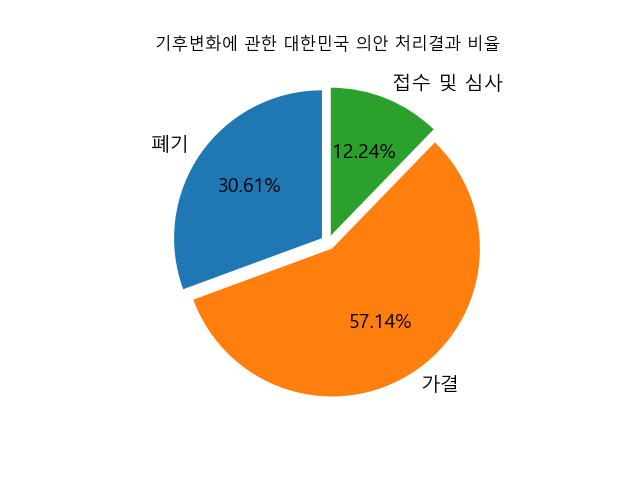 기후변화에 관한 대한민국 의안 처리결과 비율
접수 및 심사
폐기
12.24%
30.61%
57.14%
가결